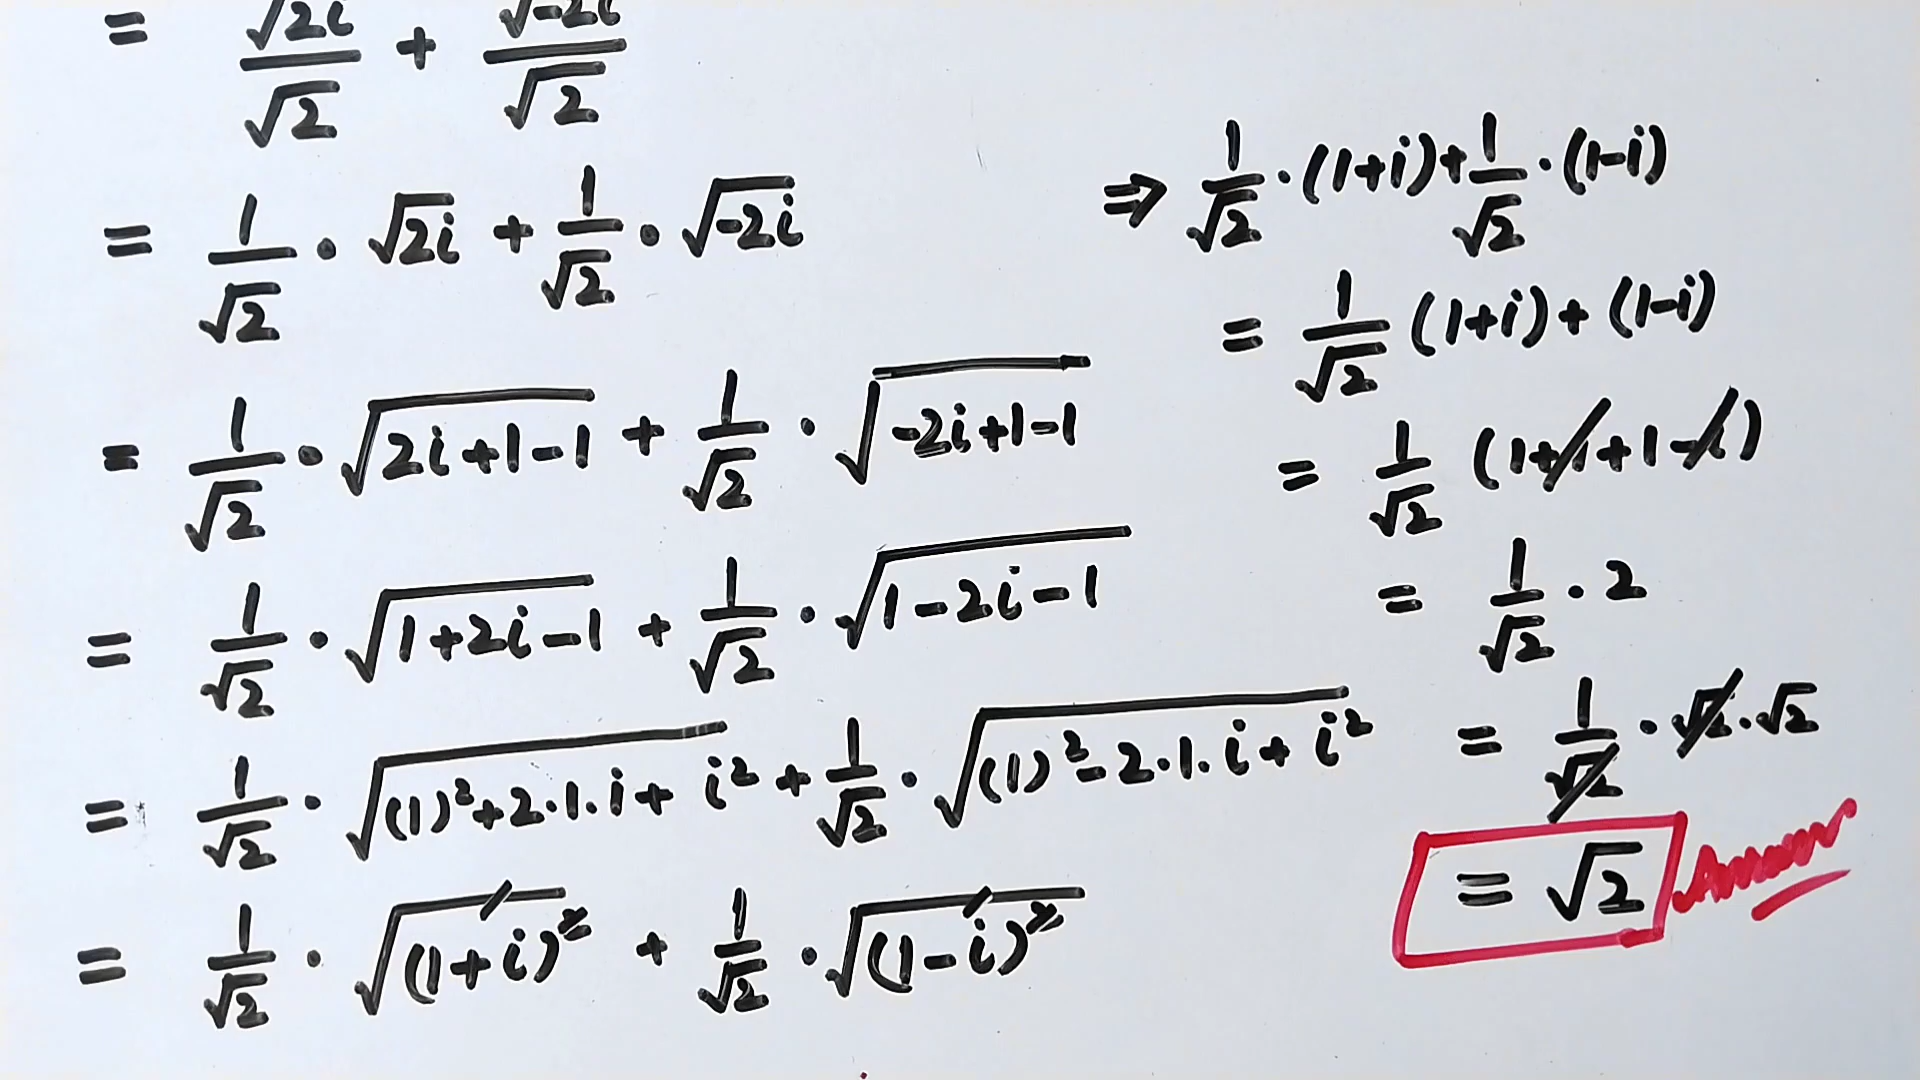 = √2i/√2 + √-2i/√2
= 1/√2 · √2i + 1/√2 · √-2i
= 1/√2 · √(2i+1-1) + 1/√2 · √(-2i+1-1)
= 1/√2 · √(1+2i-1) + 1/√2 · √(1-2i-1)
= 1/√2 · √((1)²+2·1·i+i²) + 1/√2 · √((1)²-2·1·i+i²)
= 1/√2 · √(1+i)² + 1/√2 · √(1-i)²
⇒ 1/√2 · (1+i) + 1/√2 · (1-i)
= 1/√2 (1+i) + (1-i)
= 1/√2 (1+i+1-i)
= 1/√2 · 2
= 1/√2 · √2 · √2
= √2 Answer